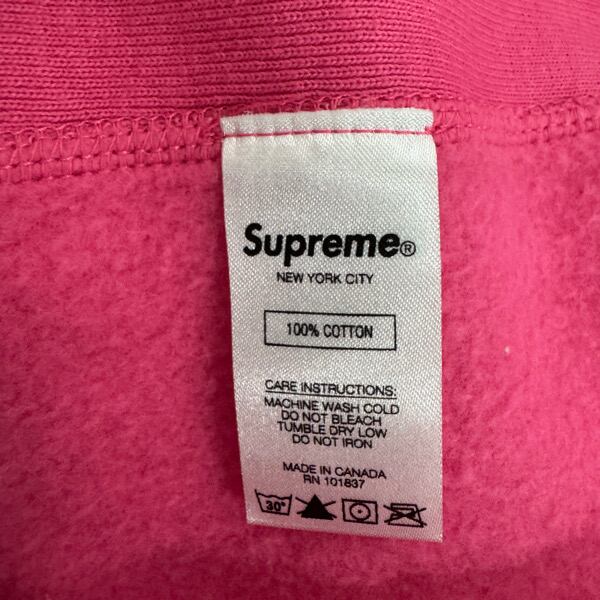 Supreme®
NEW YORK CITY
100% COTTON
CARE INSTRUCTIONS:
MACHINE WASH COLD
DO NOT BLEACH
TUMBLE DRY LOW
DO NOT IRON
MADE IN CANADA
RN 101837
30°